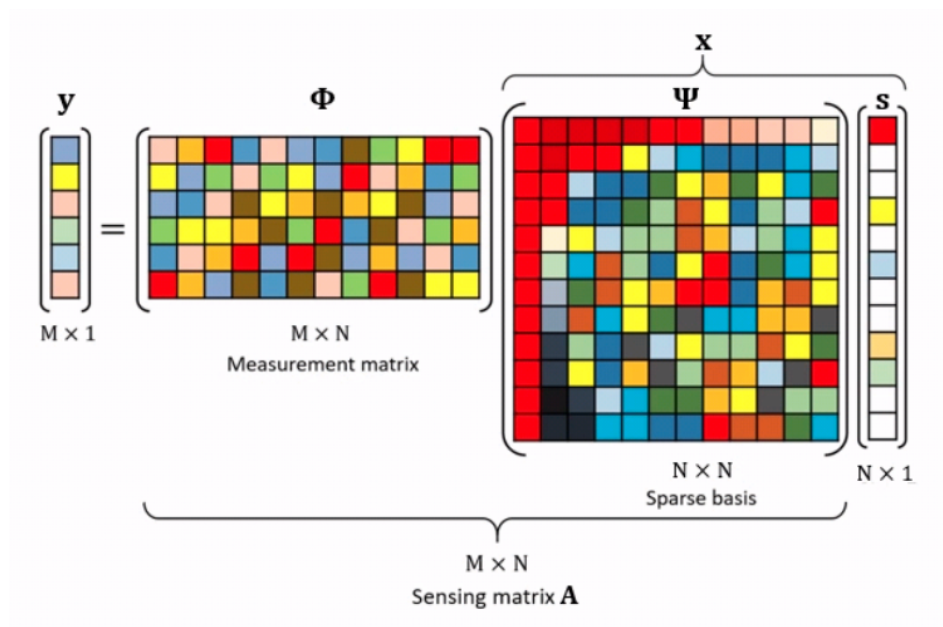 x
y
Φ
Ψ
s
=
M × 1
M × N
Measurement matrix
N × N
Sparse basis
N × 1
M × N
Sensing matrix A